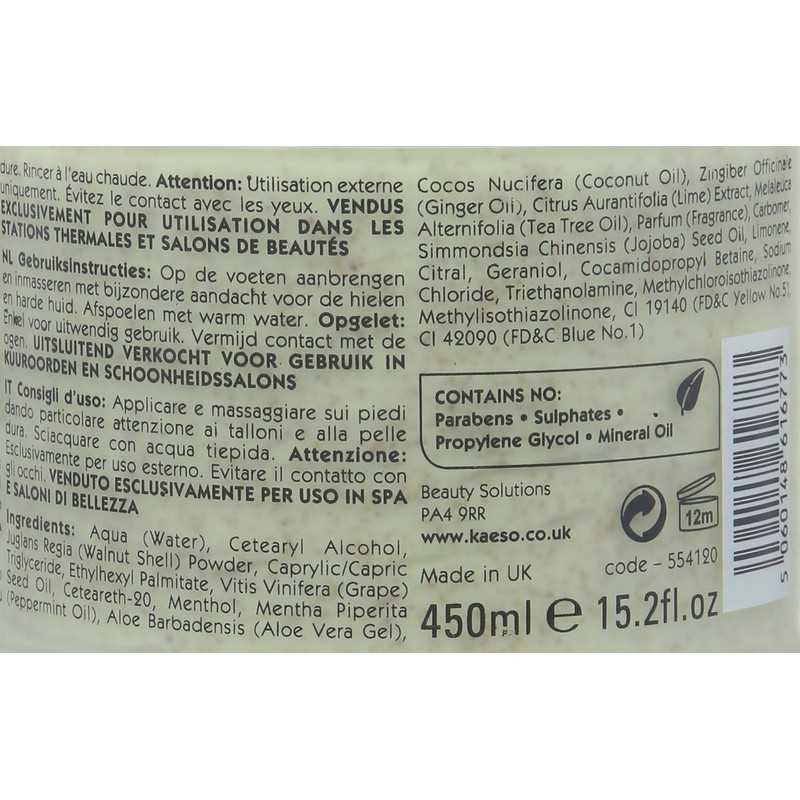 dure. Rincer à l'eau chaude. Attention: Utilisation externe
uniquement. Évitez le contact avec les yeux. VENDUS
EXCLUSIVEMENT POUR UTILISATION DANS LES
STATIONS THERMALES ET SALONS DE BEAUTÉS
NL Gebruiksinstructies: Op de voeten aanbrengen
en inmasseren met bijzondere aandacht voor de hielen
en harde huid. Afspoelen met warm water. Opgelet:
Enkel voor uitwendig gebruik. Vermijd contact met de
ogen. UITSLUITEND VERKOCHT VOOR GEBRUIK IN
KUUROORDEN EN SCHOONHEIDSSALONS
IT Consigli d'uso: Applicare e massaggiare sui piedi
dando particolare attenzione ai talloni e alla pelle
dura. Sciacquare con acqua tiepida. Attenzione:
Esclusivamente per uso esterno. Evitare il contatto con
gli occhi. VENDUTO ESCLUSIVAMENTE PER USO IN SPA
E SALONI DI BELLEZZA
Ingredients: Aqua (Water), Cetearyl Alcohol,
Juglans Regia (Walnut Shell) Powder, Caprylic/Capric
Triglyceride, Ethylhexyl Palmitate, Vitis Vinifera (Grape)
Seed Oil, Ceteareth-20, Menthol, Mentha Piperita
(Peppermint Oil), Aloe Barbadensis (Aloe Vera Gel),
Cocos Nucifera (Coconut Oil), Zingiber Officinale
(Ginger Oil), Citrus Aurantifolia (Lime) Extract, Melaleuca
Alternifolia (Tea Tree Oil), Parfum (Fragrance), Carbomer,
Simmondsia Chinensis (Jojoba) Seed Oil, Limonene,
Citral, Geraniol, Cocamidopropyl Betaine, Sodium
Chloride, Triethanolamine, Methylchloroisothiazolinone,
Methylisothiazolinone, CI 19140 (FD&C Yellow No.5),
CI 42090 (FD&C Blue No.1)
CONTAINS NO:
Parabens • Sulphates •
Propylene Glycol • Mineral Oil
Beauty Solutions
PA4 9RR
www.kaeso.co.uk
12m
Made in UK
code - 554120
450ml e 15.2fl.oz
5 060148 616773